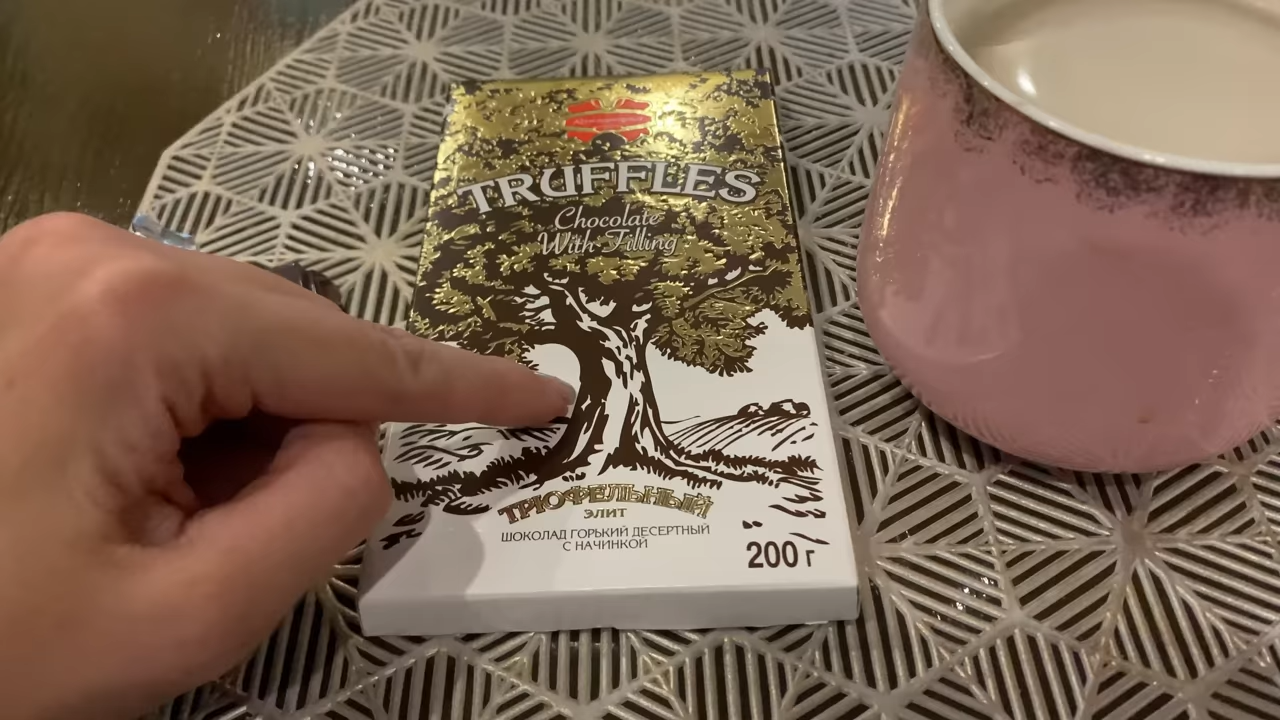 TRUFFLES
Chocolate
With Filling
ТРЮФЕЛЬНЫЙ
ЭЛИТ
ШОКОЛАД ГОРЬКИЙ ДЕСЕРТНЫЙ
С НАЧИНКОЙ
200 г